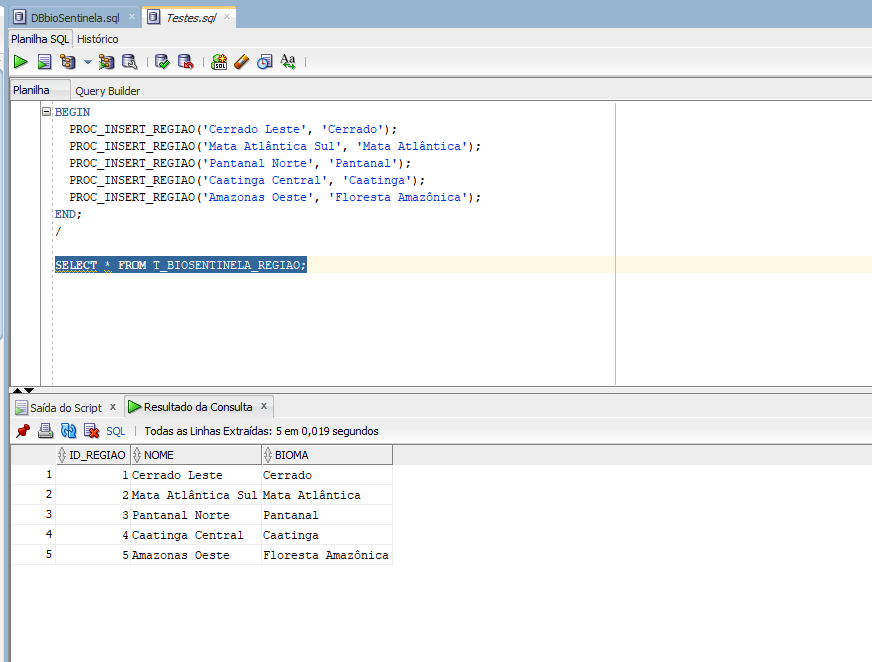 DBbioSentinela.sql × Testes.sql ×
Planilha SQL Histórico
SQL Aa
Planilha Query Builder
BEGIN
PROC_INSERT_REGIAO('Cerrado Leste', 'Cerrado');
PROC_INSERT_REGIAO('Mata Atlântica Sul', 'Mata Atlântica');
PROC_INSERT_REGIAO('Pantanal Norte', 'Pantanal');
PROC_INSERT_REGIAO('Caatinga Central', 'Caatinga');
PROC_INSERT_REGIAO('Amazonas Oeste', 'Floresta Amazônica');
END;
/
SELECT * FROM T_BIOSENTINELA_REGIAO;
Saída do Script x Resultado da Consulta x
SQL | Todas as Linhas Extraídas: 5 em 0,019 segundos
ID_REGIAO NOME BIOMA
1 1 Cerrado Leste Cerrado
2 2 Mata Atlântica Sul Mata Atlântica
3 3 Pantanal Norte Pantanal
4 4 Caatinga Central Caatinga
5 5 Amazonas Oeste Floresta Amazônica